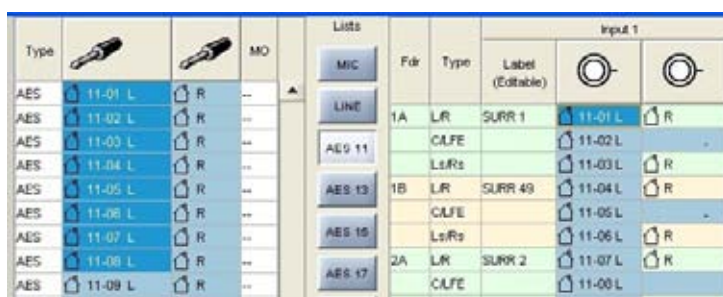 Lists
Input 1
Type MO Fdr Type Label (Editable)
MIC
LINE
AES 11
AES 13
AES 16
AES 17
AES 11-01 L R --
AES 11-02 L R --
AES 11-03 L R --
AES 11-04 L R --
AES 11-05 L R --
AES 11-06 L R --
AES 11-07 L R --
AES 11-08 L R --
AES 11-09 L R --
1A L/R SURR 1 11-01 L R
C/LFE 11-02 L -
Ls/Rs 11-03 L R
1B L/R SURR 49 11-04 L R
C/LFE 11-05 L -
Ls/Rs 11-06 L R
2A L/R SURR 2 11-07 L R
C/LFE 11-08 L